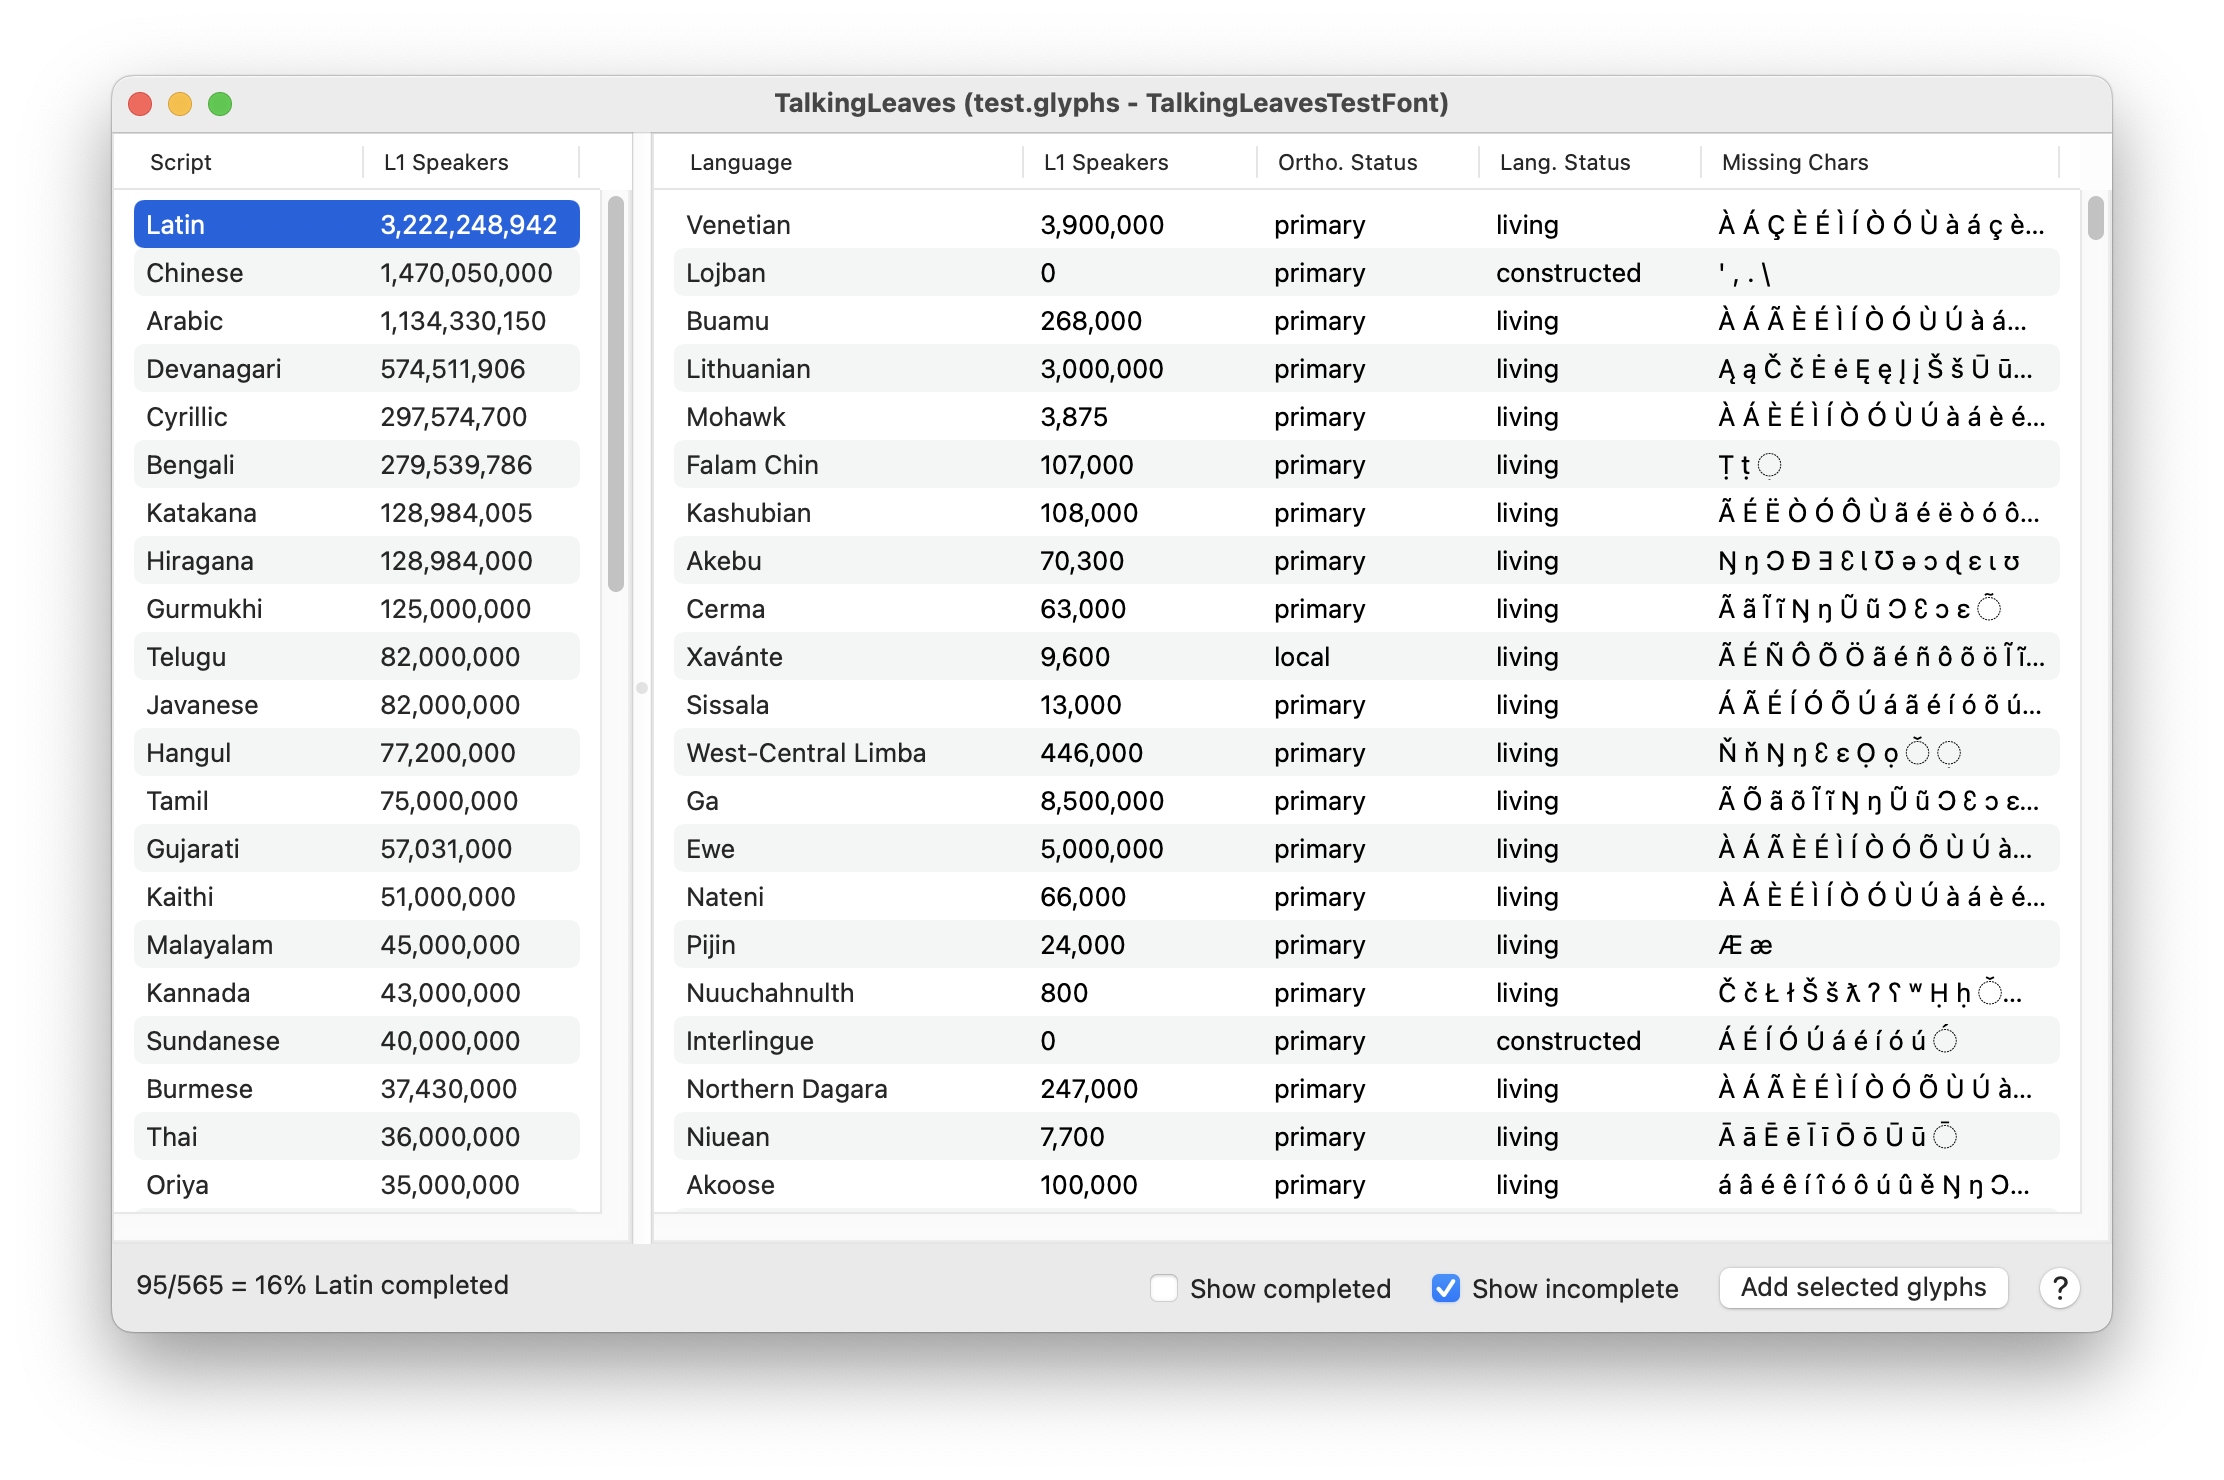 TalkingLeaves (test.glyphs - TalkingLeavesTestFont)
Script L1 Speakers
Latin 3,222,248,942
Chinese 1,470,050,000
Arabic 1,134,330,150
Devanagari 574,511,906
Cyrillic 297,574,700
Bengali 279,539,786
Katakana 128,984,005
Hiragana 128,984,000
Gurmukhi 125,000,000
Telugu 82,000,000
Javanese 82,000,000
Hangul 77,200,000
Tamil 75,000,000
Gujarati 57,031,000
Kaithi 51,000,000
Malayalam 45,000,000
Kannada 43,000,000
Sundanese 40,000,000
Burmese 37,430,000
Thai 36,000,000
Oriya 35,000,000
Language L1 Speakers Ortho. Status Lang. Status Missing Chars
Venetian 3,900,000 primary living À Á Ç È É Ì Í Ò Ó Ù à á ç è...
Lojban 0 primary constructed ' , . \
Buamu 268,000 primary living À Á Ã È É Ì Í Ò Ó Ù Ú à á...
Lithuanian 3,000,000 primary living Ą ą Č č Ė ė Ę ę Į į Š š Ū ū...
Mohawk 3,875 primary living À Á È É Ì Í Ò Ó Ù Ú à á è é...
Falam Chin 107,000 primary living Ṭ ṭ ◌̣
Kashubian 108,000 primary living Ã É Ë Ò Ó Ô Ù ã é ë ò ó ô...
Akebu 70,300 primary living Ŋ ŋ Ɔ Ɖ Ǝ Ɛ Ɩ Ʊ ə ɔ ɖ ɛ ɩ ʊ
Cerma 63,000 primary living Ã ã Ĩ ĩ Ŋ ŋ Ũ ũ Ɔ Ɛ ɔ ɛ ◌̃
Xavánte 9,600 local living Ã É Ñ Ô Õ Ö ã é ñ ô õ ö Ĩ ĩ...
Sissala 13,000 primary living Á Ã É Í Ó Õ Ú á ã é í ó õ ú...
West-Central Limba 446,000 primary living Ň ň Ŋ ŋ Ɛ ɛ Ọ ọ ◌̌ ◌̣
Ga 8,500,000 primary living Ã Õ ã õ Ĩ ĩ Ŋ ŋ Ũ ũ Ɔ Ɛ ɔ ɛ...
Ewe 5,000,000 primary living À Á Ã È É Ì Í Ò Ó Õ Ù Ú à...
Nateni 66,000 primary living À Á È É Ì Í Ò Ó Ù Ú à á è é...
Pijin 24,000 primary living Æ æ
Nuuchahnulth 800 primary living Č č Ł ł Š š ƛ ʔ ʕ ʷ Ḥ ḥ ◌̌...
Interlingue 0 primary constructed Á É Í Ó Ú á é í ó ú ◌́
Northern Dagara 247,000 primary living À Á Ã È É Ì Í Ò Ó Õ Ù Ú à...
Niuean 7,700 primary living Ā ā Ē ē Ī ī Ō ō Ū ū ◌̄
Akoose 100,000 primary living á â é ê í î ó ô ú û ě Ŋ ŋ Ɔ...
95/565 = 16% Latin completed
Show completed Show incomplete Add selected glyphs ?